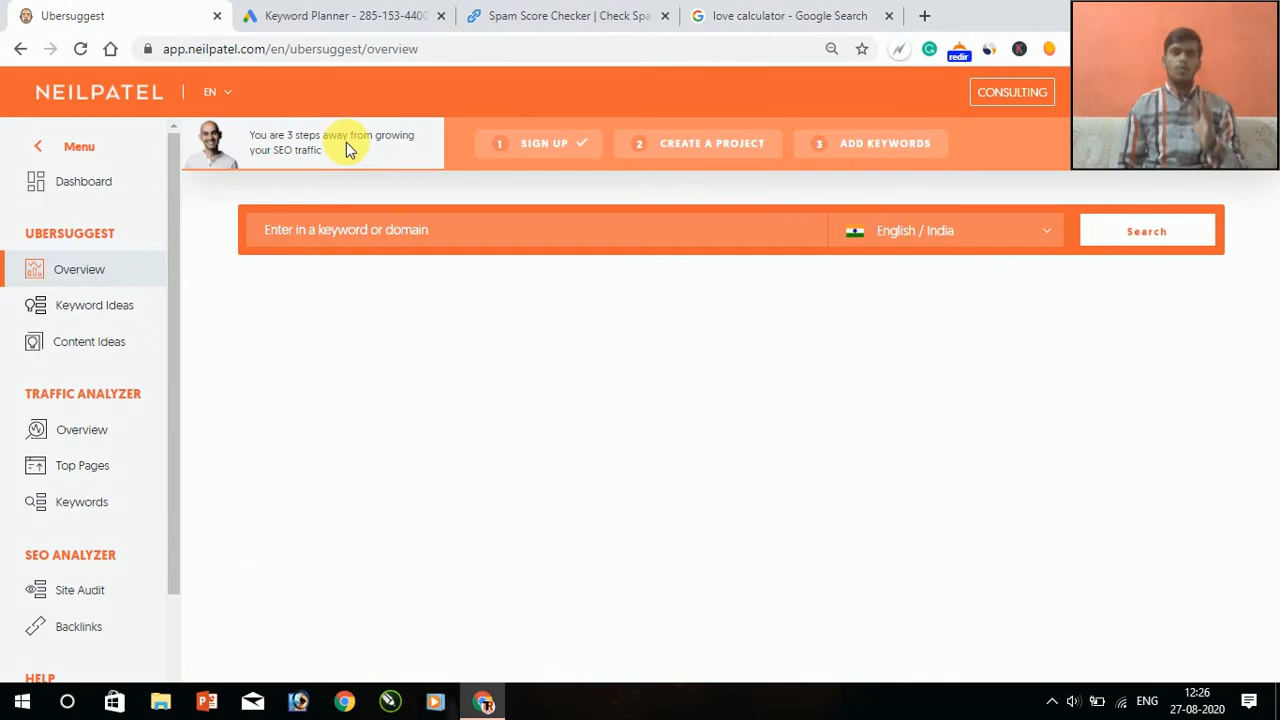 Ubersuggest
Keyword Planner - 285-153-4400
Spam Score Checker | Check Spa
love calculator - Google Search
app.neilpatel.com/en/ubersuggest/overview
redir
K
NEILPATEL
EN
CONSULTING
Menu
You are 3 steps away from growing
your SEO traffic
1 SIGN UP
2 CREATE A PROJECT
3 ADD KEYWORDS
Dashboard
UBERSUGGEST
Enter in a keyword or domain
English / India
Search
Overview
Keyword Ideas
Content Ideas
TRAFFIC ANALYZER
Overview
Top Pages
Keywords
SEO ANALYZER
Site Audit
Backlinks
HELP
ENG
12:26
27-08-2020